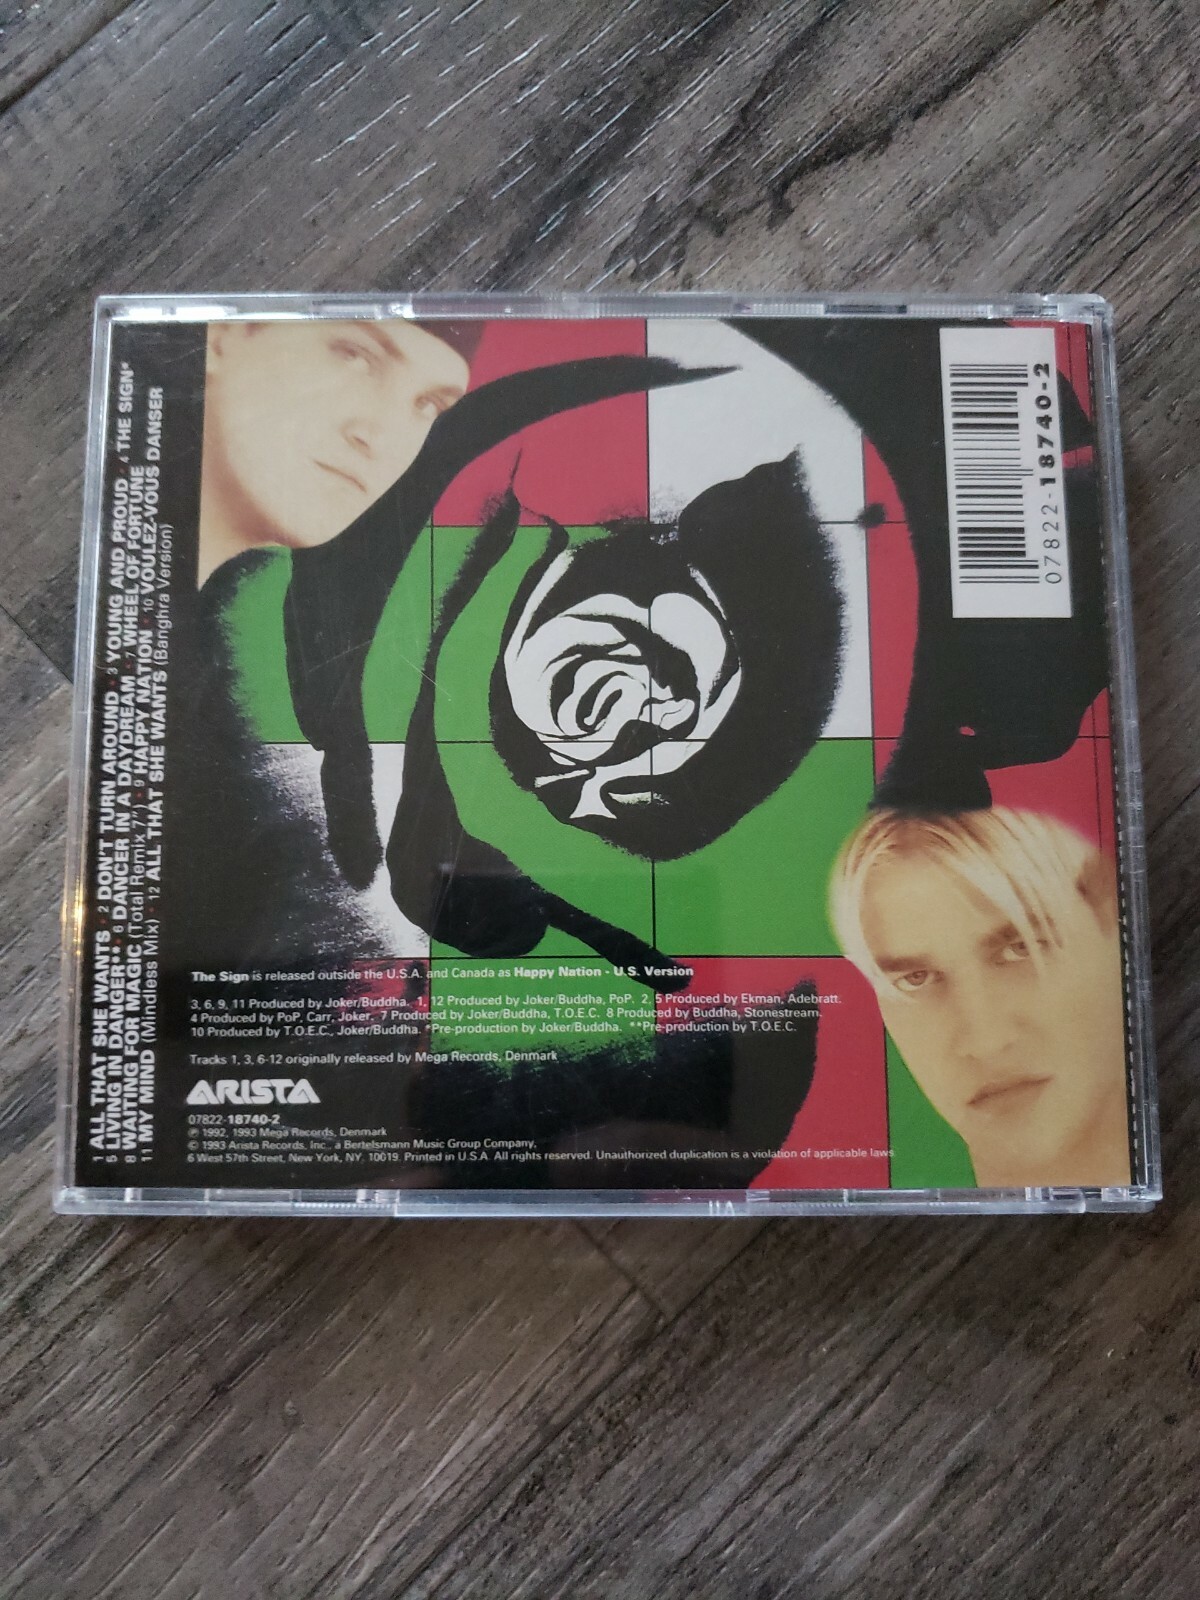 1 ALL THAT SHE WANTS · 2 DON'T TURN AROUND · 3 YOUNG AND PROUD · 4 THE SIGN*
5 LIVING IN DANGER** · 6 DANCER IN A DAYDREAM · 7 WHEEL OF FORTUNE
8 WAITING FOR MAGIC (Total Remix 7") · 9 HAPPY NATION · 10 VOULEZ-VOUS DANSER
11 MY MIND (Mindless Mix) · 12 ALL THAT SHE WANTS (Banghra Version)
07822-18740-2
The Sign is released outside the U.S.A. and Canada as Happy Nation - U.S. Version
3, 6, 9, 11 Produced by Joker/Buddha. 1, 12 Produced by Joker/Buddha, PoP. 2, 5 Produced by Ekman, Adebratt.
4 Produced by PoP, Carr, Joker. 7 Produced by Joker/Buddha, T.O.E.C. 8 Produced by Buddha, Stonestream.
10 Produced by T.O.E.C., Joker/Buddha. *Pre-production by Joker/Buddha. **Pre-production by T.O.E.C.
Tracks 1, 3, 6-12 originally released by Mega Records, Denmark
ARISTA
07822-18740-2
℗ 1992, 1993 Mega Records, Denmark
© 1993 Arista Records, Inc., a Bertelsmann Music Group Company,
6 West 57th Street, New York, NY, 10019. Printed in U.S.A. All rights reserved. Unauthorized duplication is a violation of applicable laws